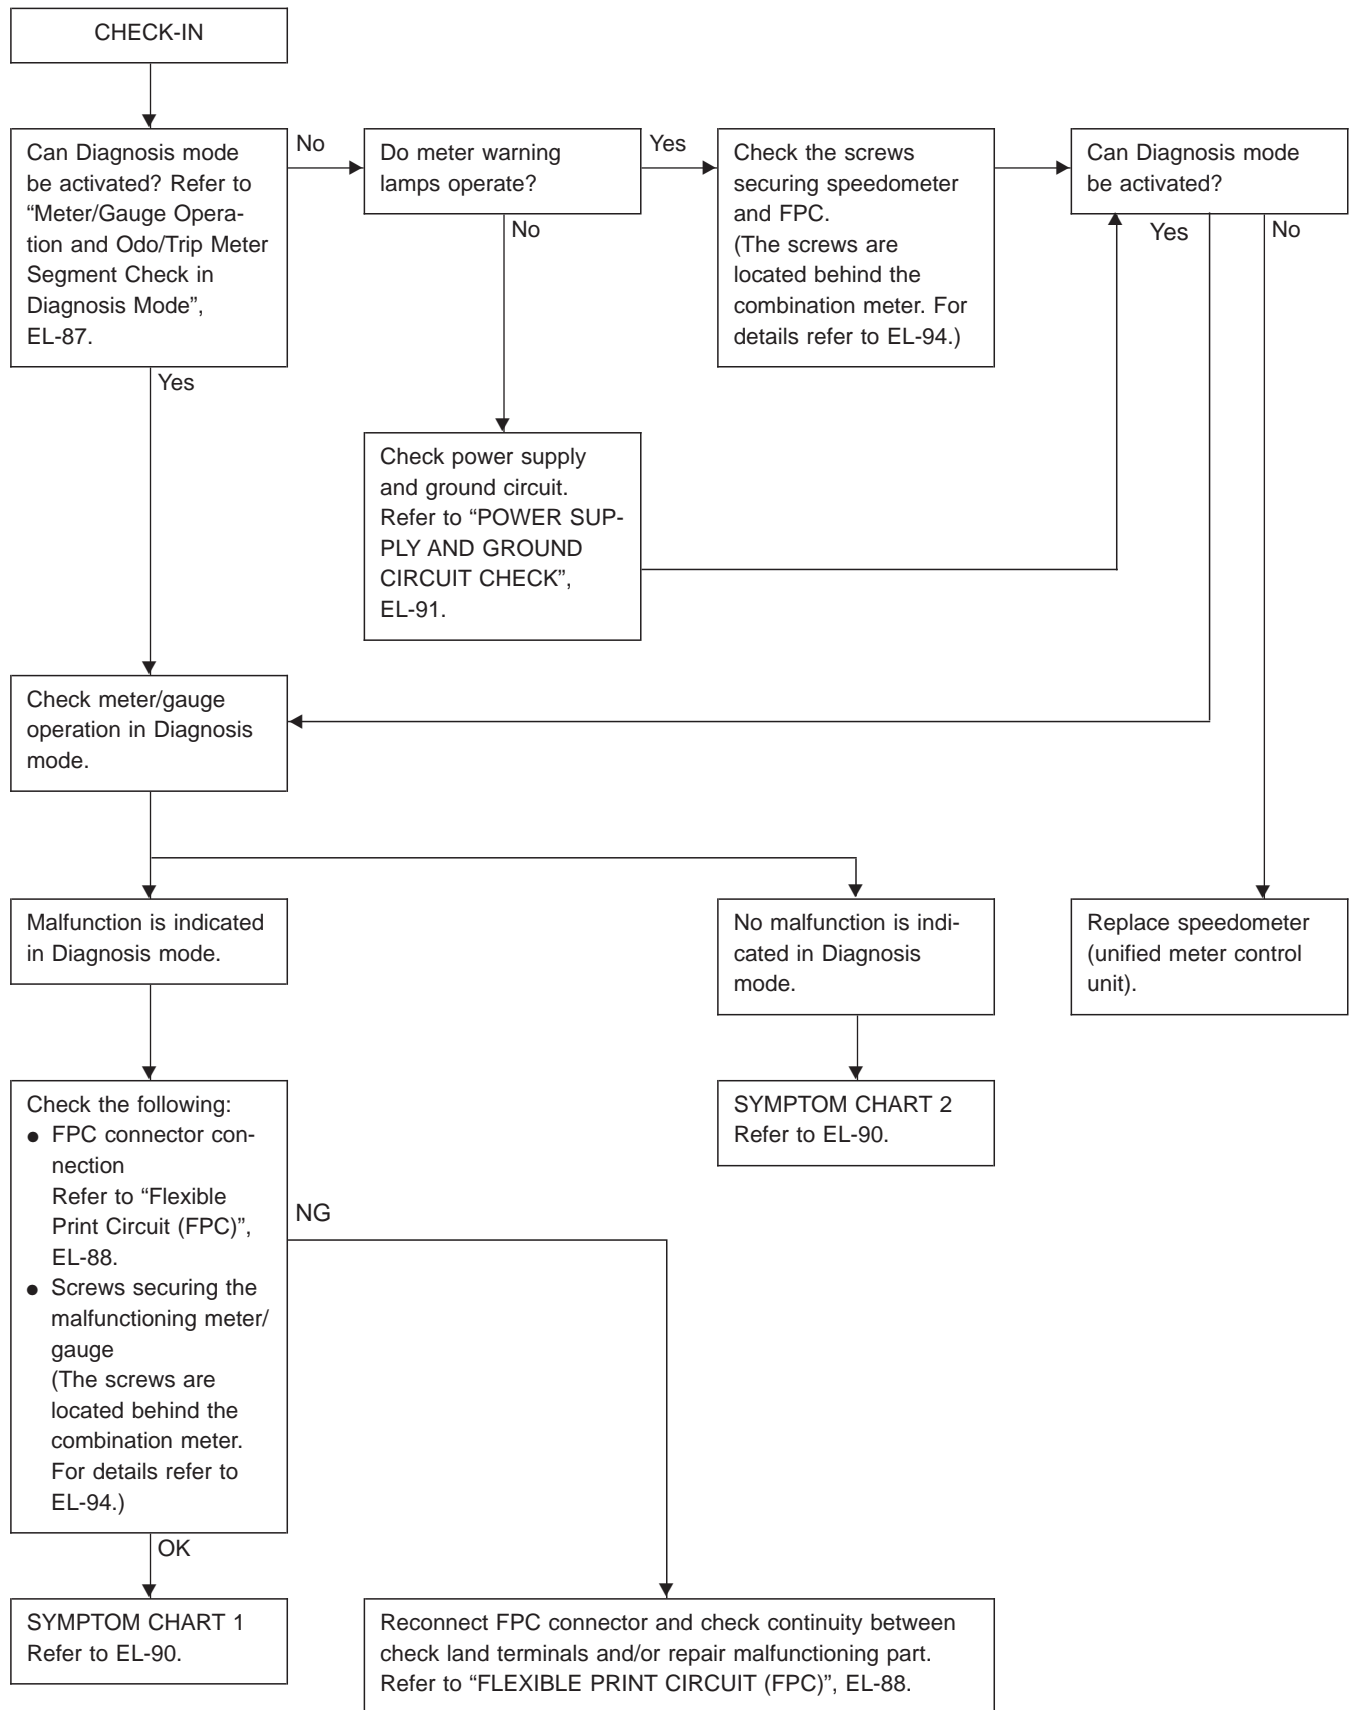 CHECK-IN
Can Diagnosis mode
be activated? Refer to
“Meter/Gauge Opera-
tion and Odo/Trip Meter
Segment Check in
Diagnosis Mode”,
EL-87.
No
Do meter warning
lamps operate?
Yes
Check the screws
securing speedometer
and FPC.
(The screws are
located behind the
combination meter. For
details refer to EL-94.)
Can Diagnosis mode
be activated?
Yes
No
No
Yes
Check power supply
and ground circuit.
Refer to “POWER SUP-
PLY AND GROUND
CIRCUIT CHECK”,
EL-91.
Check meter/gauge
operation in Diagnosis
mode.
Malfunction is indicated
in Diagnosis mode.
No malfunction is indi-
cated in Diagnosis
mode.
Replace speedometer
(unified meter control
unit).
Check the following:
● FPC connector con-
nection
Refer to “Flexible
Print Circuit (FPC)”,
EL-88.
● Screws securing the
malfunctioning meter/
gauge
(The screws are
located behind the
combination meter.
For details refer to
EL-94.)
NG
SYMPTOM CHART 2
Refer to EL-90.
OK
SYMPTOM CHART 1
Refer to EL-90.
Reconnect FPC connector and check continuity between
check land terminals and/or repair malfunctioning part.
Refer to “FLEXIBLE PRINT CIRCUIT (FPC)”, EL-88.